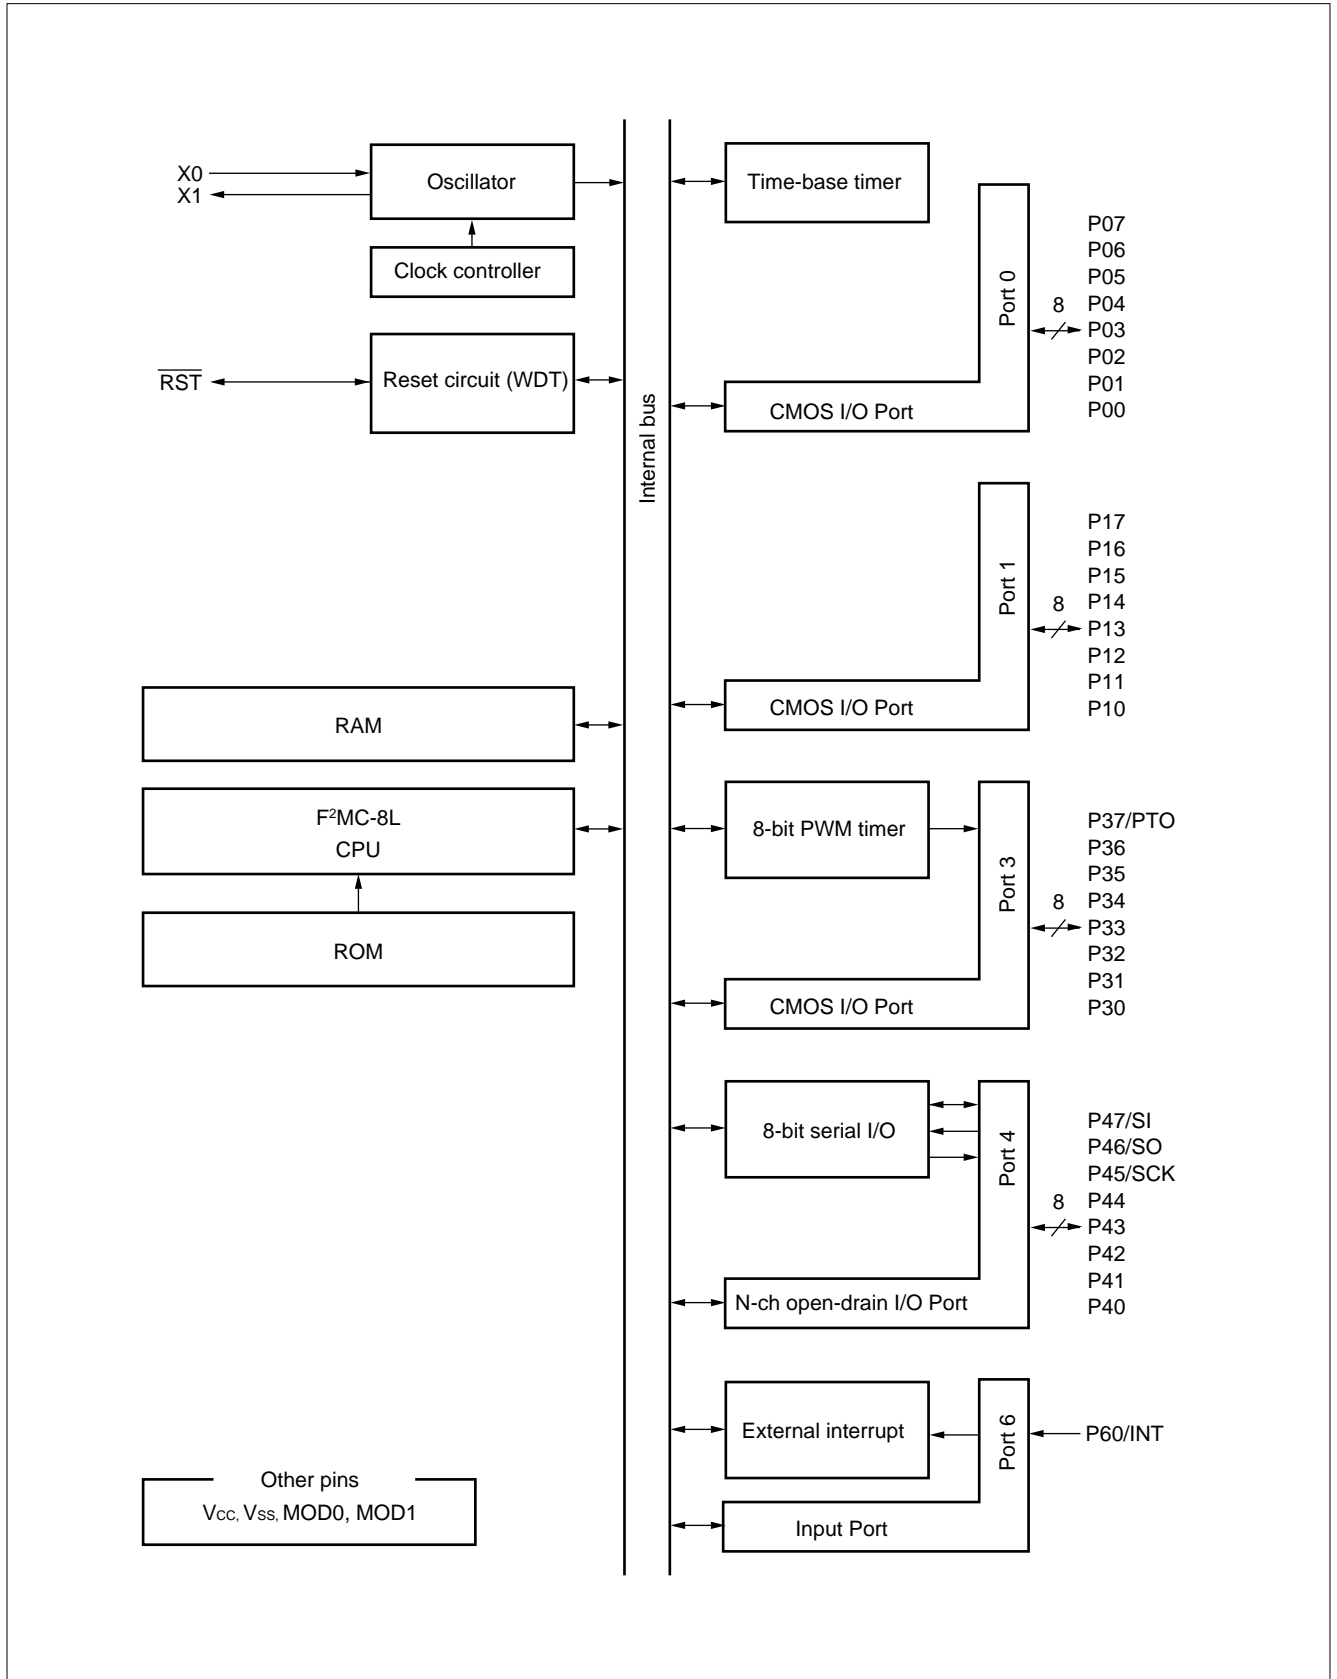 X0
X1
Oscillator
Clock controller
RST
Reset circuit (WDT)
RAM
F²MC-8L
CPU
ROM
Other pins
VCC, VSS, MOD0, MOD1
Internal bus
Time-base timer
Port 0
CMOS I/O Port
8
P07
P06
P05
P04
P03
P02
P01
P00
Port 1
CMOS I/O Port
8
P17
P16
P15
P14
P13
P12
P11
P10
8-bit PWM timer
Port 3
CMOS I/O Port
8
P37/PTO
P36
P35
P34
P33
P32
P31
P30
8-bit serial I/O
Port 4
N-ch open-drain I/O Port
8
P47/SI
P46/SO
P45/SCK
P44
P43
P42
P41
P40
External interrupt
Port 6
Input Port
P60/INT